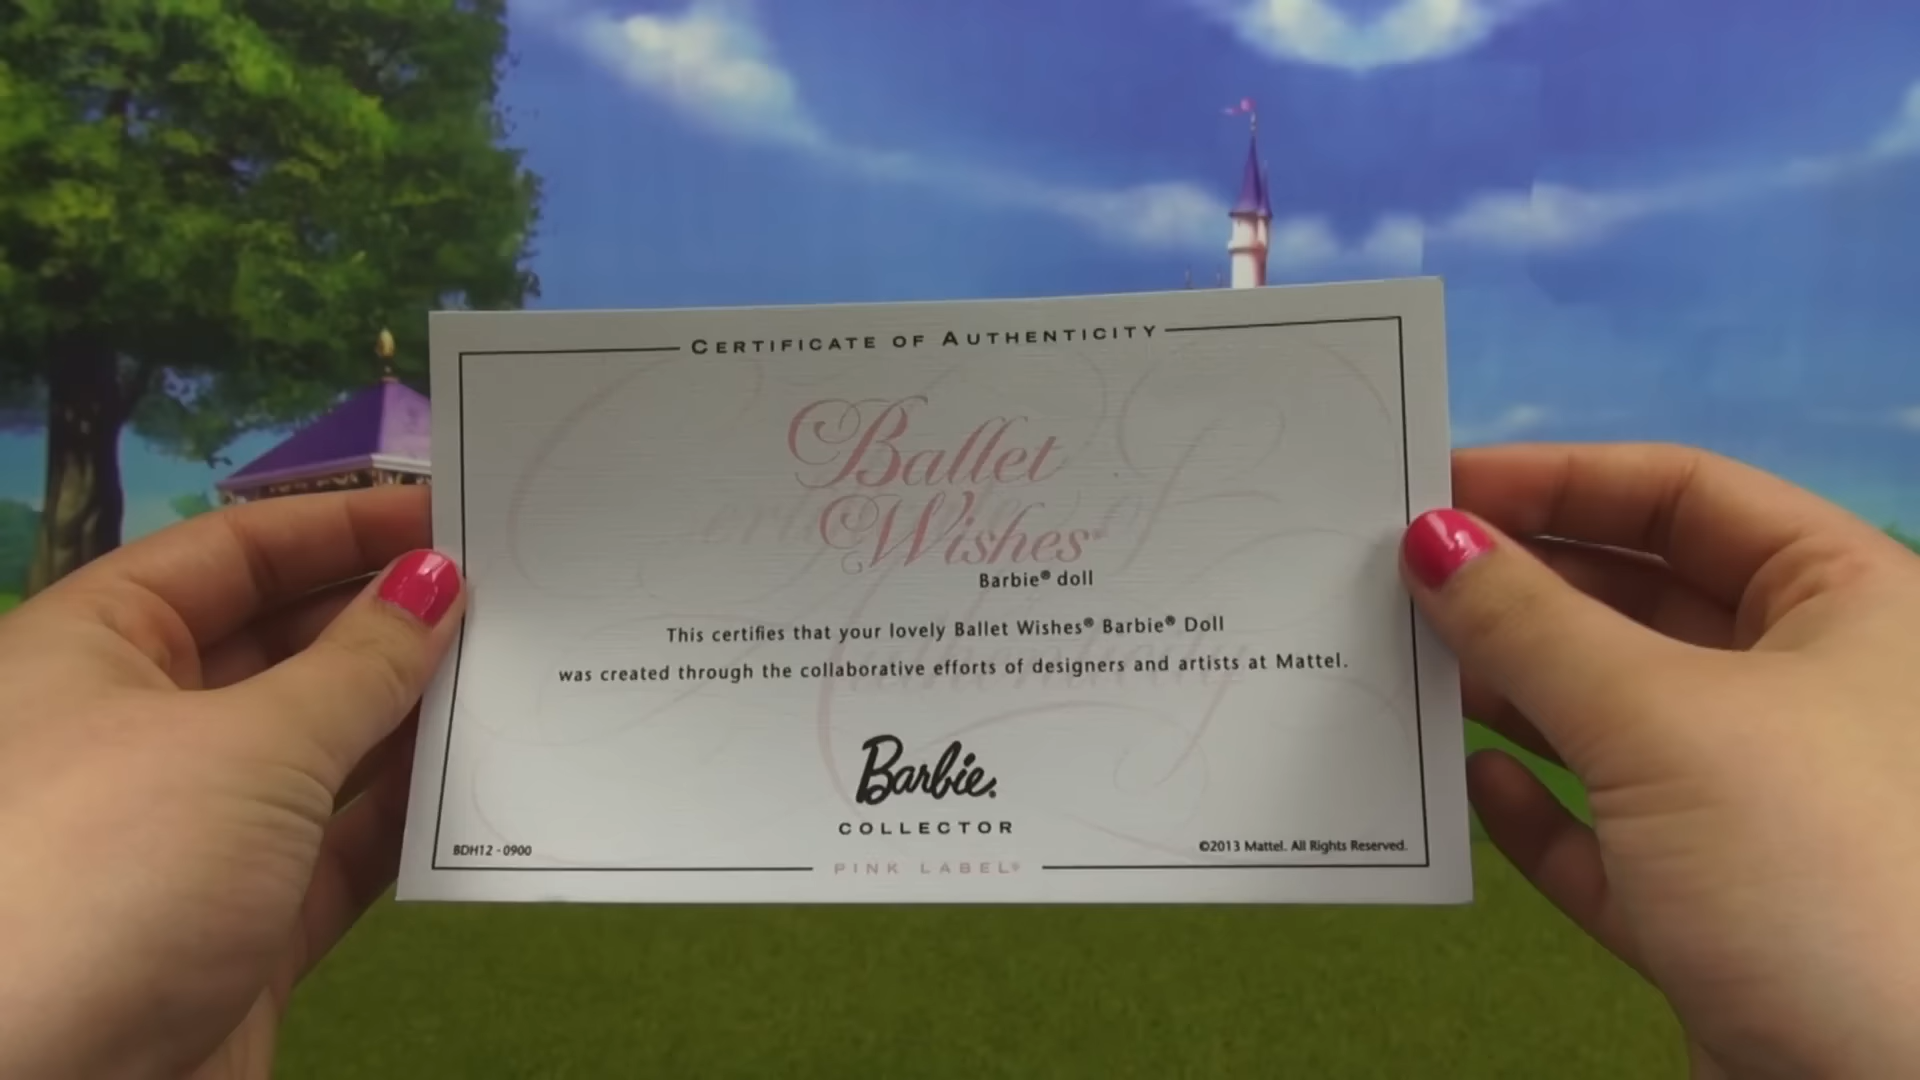 CERTIFICATE OF AUTHENTICITY
Ballet
Wishes®
Barbie® doll
This certifies that your lovely Ballet Wishes® Barbie® Doll
was created through the collaborative efforts of designers and artists at Mattel.
Barbie®
COLLECTOR
BDH12 - 0900
©2013 Mattel. All Rights Reserved.
PINK LABEL®